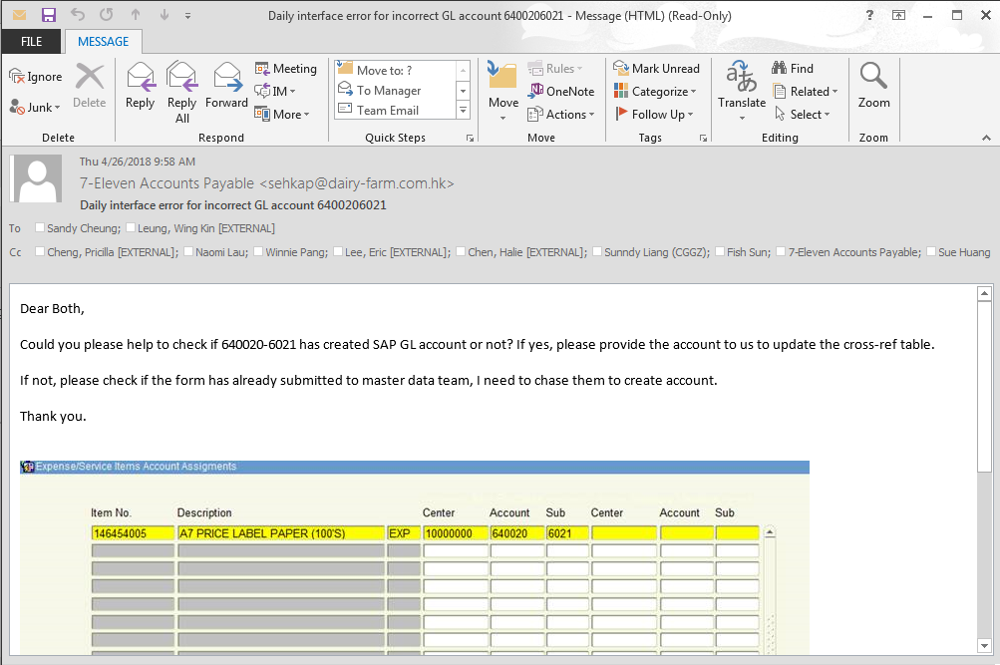 Daily interface error for incorrect GL account 6400206021 - Message (HTML) (Read-Only)
FILE MESSAGE
Ignore
Junk
Delete
Delete
Reply
Reply All
Forward
Meeting
IM
More
Respond
Move to: ?
To Manager
Team Email
Quick Steps
Move
Rules
OneNote
Actions
Move
Mark Unread
Categorize
Follow Up
Tags
Translate
Find
Related
Select
Editing
Zoom
Zoom
Thu 4/26/2018 9:58 AM
7-Eleven Accounts Payable <sehkap@dairy-farm.com.hk>
Daily interface error for incorrect GL account 6400206021
To Sandy Cheung; Leung, Wing Kin [EXTERNAL]
Cc Cheng, Pricilla [EXTERNAL]; Naomi Lau; Winnie Pang; Lee, Eric [EXTERNAL]; Chen, Halie [EXTERNAL]; Sunndy Liang (CGGZ); Fish Sun; 7-Eleven Accounts Payable; Sue Huang
Dear Both,
Could you please help to check if 640020-6021 has created SAP GL account or not? If yes, please provide the account to us to update the cross-ref table.
If not, please check if the form has already submitted to master data team, I need to chase them to create account.
Thank you.
Expense/Service Items Account Assigments
Item No. Description Center Account Sub Center Account Sub
146454005 A7 PRICE LABEL PAPER (100'S) EXP 10000000 640020 6021